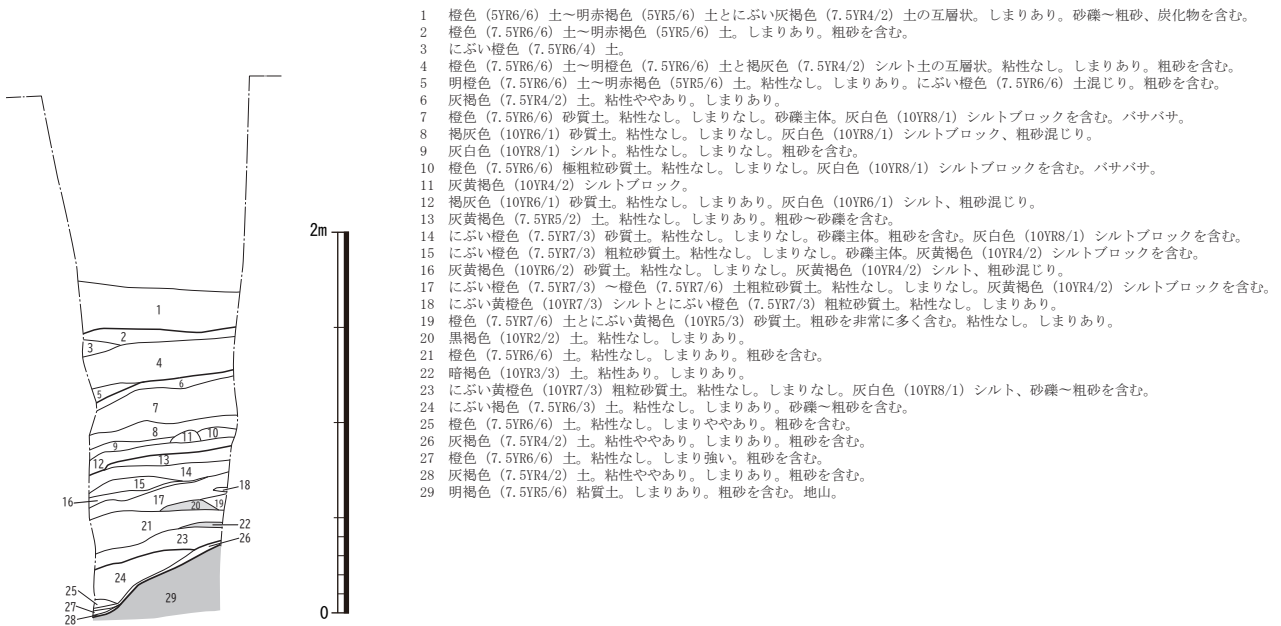 1 橙色（5YR6/6）土～明赤褐色（5YR5/6）土とにぶい灰褐色（7.5YR4/2）土の互層状。しまりあり。砂礫～粗砂、炭化物を含む。
2 橙色（7.5YR6/6）土～明赤褐色（5YR5/6）土。しまりあり。粗砂を含む。
3 にぶい橙色（7.5YR6/4）土。
4 橙色（7.5YR6/6）土～明橙色（7.5YR6/6）土と褐灰色（7.5YR4/2）シルト土の互層状。粘性なし。しまりあり。粗砂を含む。
5 明橙色（7.5YR6/6）土～明赤褐色（5YR5/6）土。粘性なし。しまりあり。にぶい橙色（7.5YR6/6）土混じり。粗砂を含む。
6 灰褐色（7.5YR4/2）土。粘性ややあり。しまりあり。
7 橙色（7.5YR6/6）砂質土。粘性なし。しまりなし。砂礫主体。灰白色（10YR8/1）シルトブロックを含む。バサバサ。
8 褐灰色（10YR6/1）砂質土。粘性なし。しまりなし。灰白色（10YR8/1）シルトブロック、粗砂混じり。
9 灰白色（10YR8/1）シルト。粘性なし。しまりなし。粗砂を含む。
10 橙色（7.5YR6/6）極粗粒砂質土。粘性なし。しまりなし。灰白色（10YR8/1）シルトブロックを含む。バサバサ。
11 灰黄褐色（10YR4/2）シルトブロック。
12 褐灰色（10YR6/1）砂質土。粘性なし。しまりあり。灰白色（10YR6/1）シルト、粗砂混じり。
13 灰黄褐色（7.5YR5/2）土。粘性なし。しまりあり。粗砂～砂礫を含む。
14 にぶい橙色（7.5YR7/3）砂質土。粘性なし。しまりなし。砂礫主体。粗砂を含む。灰白色（10YR8/1）シルトブロックを含む。
15 にぶい橙色（7.5YR7/3）粗粒砂質土。粘性なし。しまりなし。砂礫主体。灰黄褐色（10YR4/2）シルトブロックを含む。
16 灰黄褐色（10YR6/2）砂質土。粘性なし。しまりなし。灰黄褐色（10YR4/2）シルト、粗砂混じり。
17 にぶい橙色（7.5YR7/3）～橙色（7.5YR7/6）土粗粒砂質土。粘性なし。しまりなし。灰黄褐色（10YR4/2）シルトブロックを含む。
18 にぶい黄橙色（10YR7/3）シルトとにぶい橙色（7.5YR7/3）粗粒砂質土。粘性なし。しまりあり。
19 橙色（7.5YR7/6）土とにぶい黄褐色（10YR5/3）砂質土。粗砂を非常に多く含む。粘性なし。しまりあり。
20 黒褐色（10YR2/2）土。粘性なし。しまりあり。
21 橙色（7.5YR6/6）土。粘性なし。しまりあり。粗砂を含む。
22 暗褐色（10YR3/3）土。粘性あり。しまりあり。
23 にぶい黄橙色（10YR7/3）粗粒砂質土。粘性なし。しまりなし。灰白色（10YR8/1）シルト、砂礫～粗砂を含む。
24 にぶい褐色（7.5YR6/3）土。粘性なし。しまりあり。砂礫～粗砂を含む。
25 橙色（7.5YR6/6）土。粘性なし。しまりややあり。粗砂を含む。
26 灰褐色（7.5YR4/2）土。粘性ややあり。しまりあり。粗砂を含む。
27 橙色（7.5YR6/6）土。粘性なし。しまり強い。粗砂を含む。
28 灰褐色（7.5YR4/2）土。粘性ややあり。しまりあり。粗砂を含む。
29 明褐色（7.5YR5/6）粘質土。しまりあり。粗砂を含む。地山。
2m
0
1
2
3
4
5
6
7
8
9
10
11
12
13
14
15
16
17
18
19
20
21
22
23
24
25
26
27
28
29